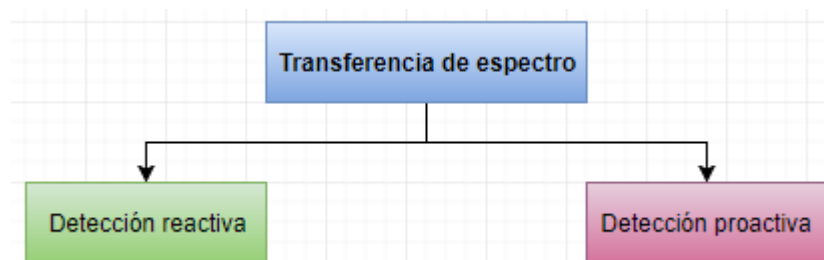 Transferencia de espectro
Detección reactiva
Detección proactiva